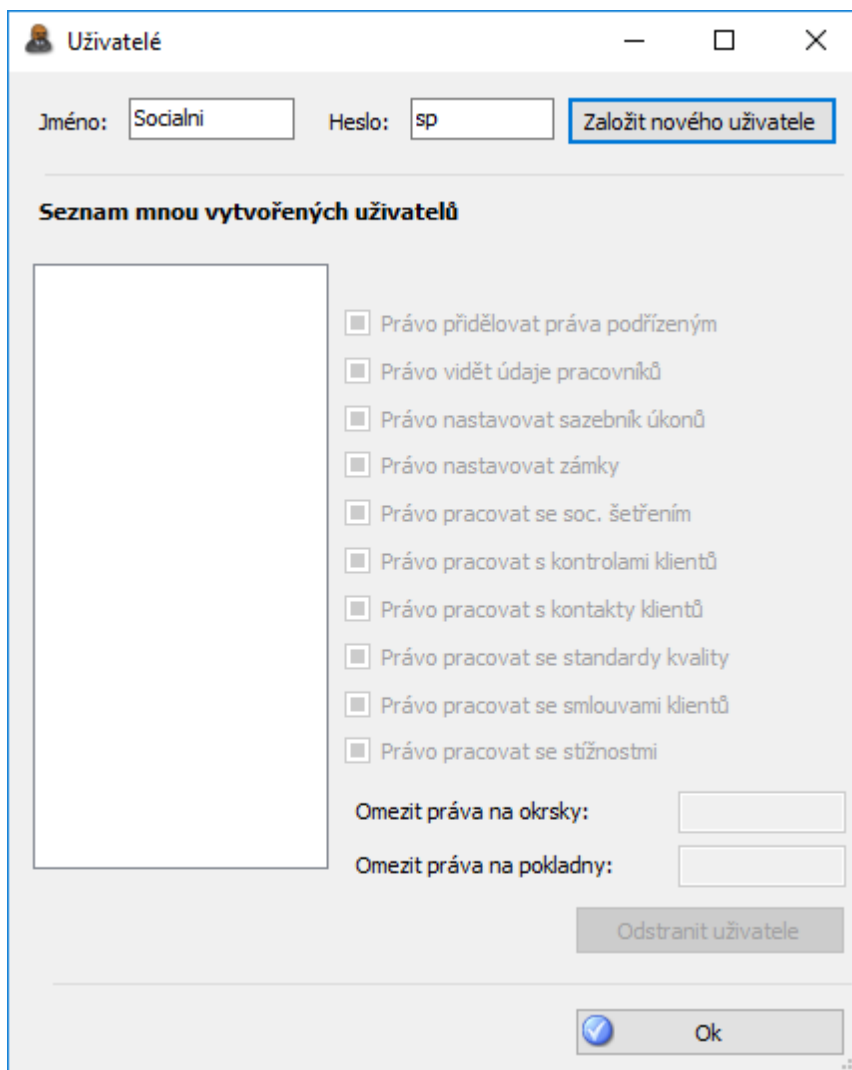 Uživatelé
Jméno: Socialni Heslo: sp Založit nového uživatele
Seznam mnou vytvořených uživatelů
Právo přidělovat práva podřízeným
Právo vidět údaje pracovníků
Právo nastavovat sazebník úkonů
Právo nastavovat zámky
Právo pracovat se soc. šetřením
Právo pracovat s kontrolami klientů
Právo pracovat s kontakty klientů
Právo pracovat se standardy kvality
Právo pracovat se smlouvami klientů
Právo pracovat se stížnostmi
Omezit práva na okrsky:
Omezit práva na pokladny:
Odstranit uživatele
Ok